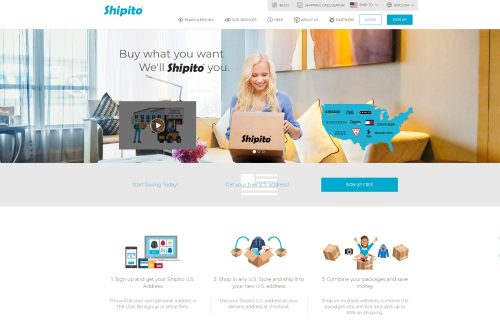 Shipito
BLOG SHIPPING CALCULATOR SHIPITO ENGLISH
PLANS & PRICING OUR SERVICES HELP ABOUT US PARTNERS LOGIN SIGN UP
Buy what you want
We'll Shipito you.
Shipito
Start Saving Today! Get your free U.S. address! SIGN UP FREE
1. Sign up and get your Shipito U.S.
Address
This will be your own personal address in
the USA. No signup or setup fees.
2. Shop in any U.S. Store and ship it to
your new U.S. address
Use your Shipito U.S. address as your
delivery address at checkout.
3. Combine your packages and save
money
Shop on multiple websites, combine the
packages into one box and save up to
80% on shipping.